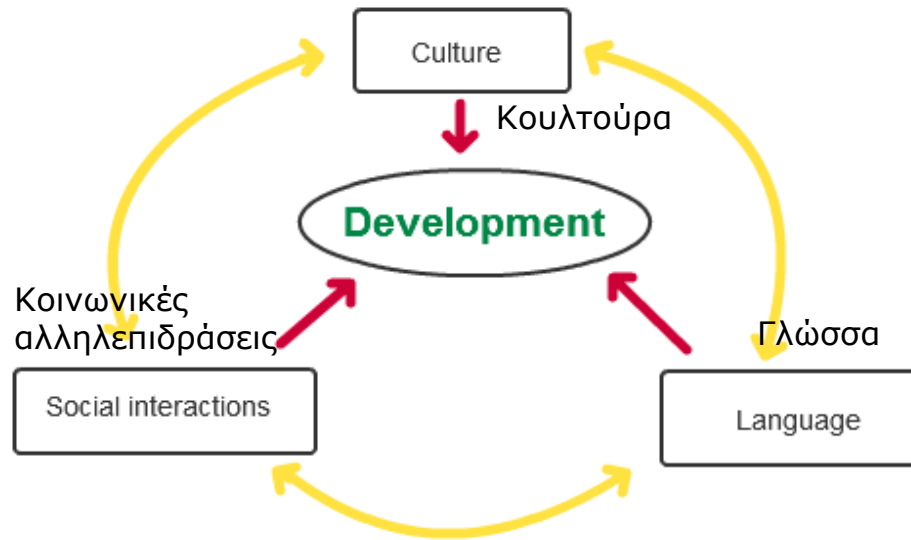 Culture
Κουλτούρα
Development
Κοινωνικές
αλληλεπιδράσεις
Γλώσσα
Social interactions
Language